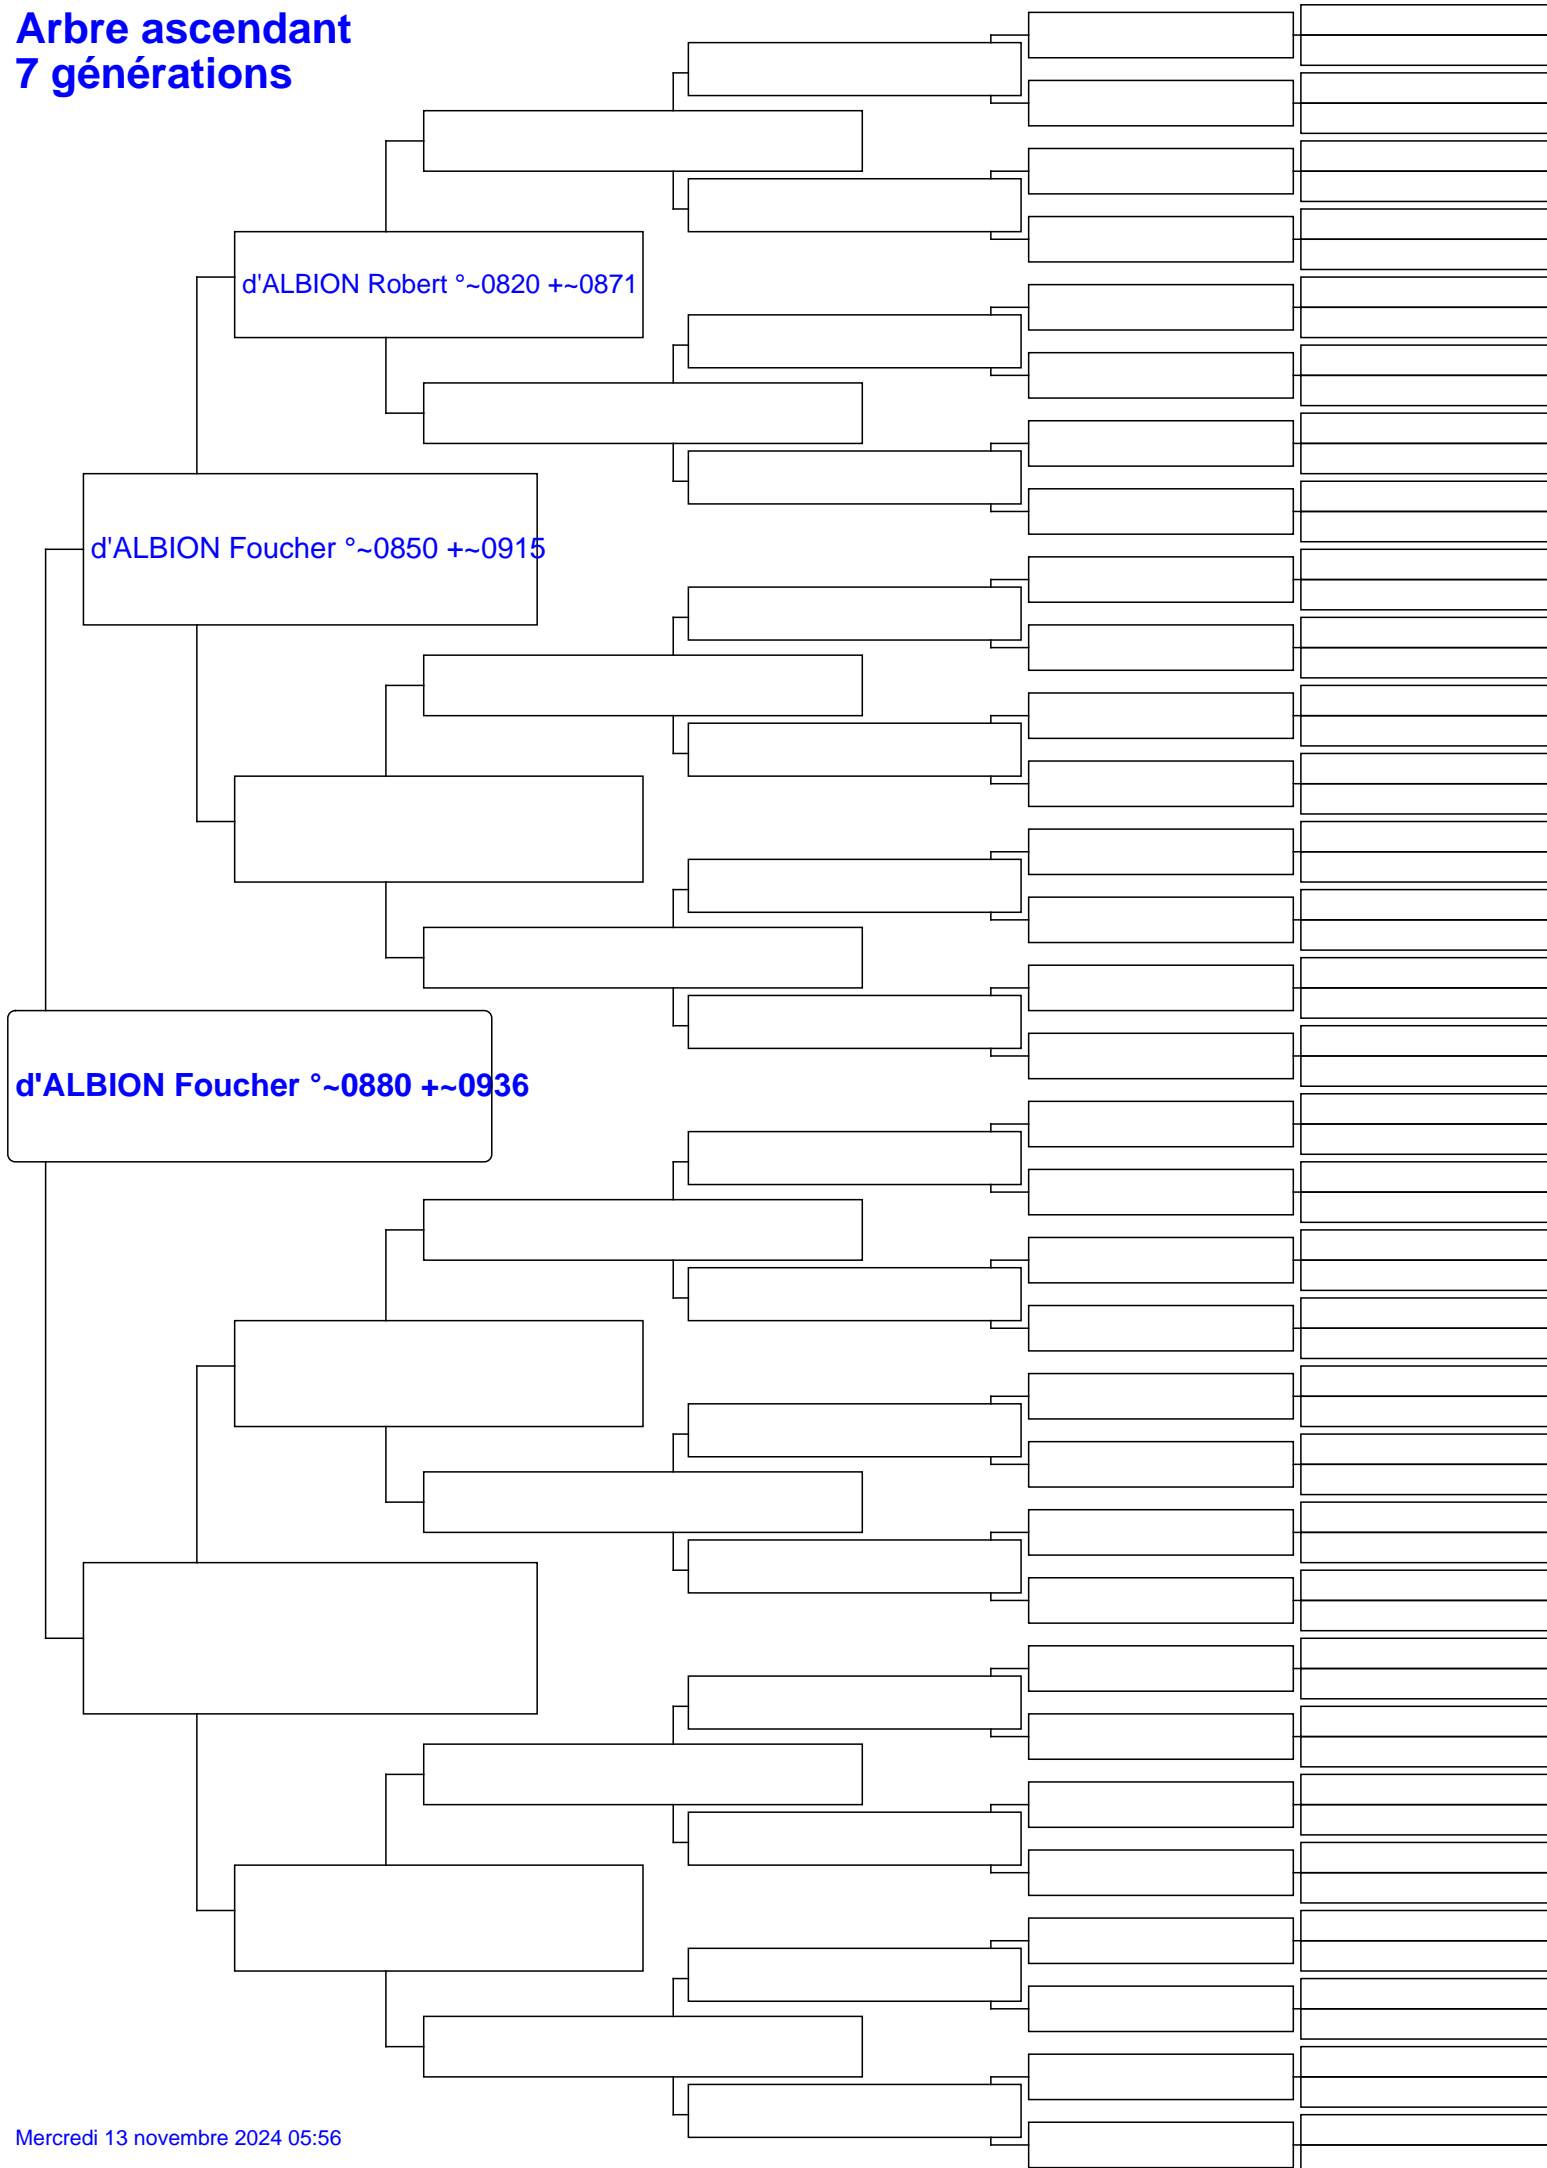 Arbre ascendant
7 générations
d'ALBION Robert °~0820 +~0871
d'ALBION Foucher °~0850 +~0915
d'ALBION Foucher °~0880 +~0936
Mercredi 13 novembre 2024 05:56